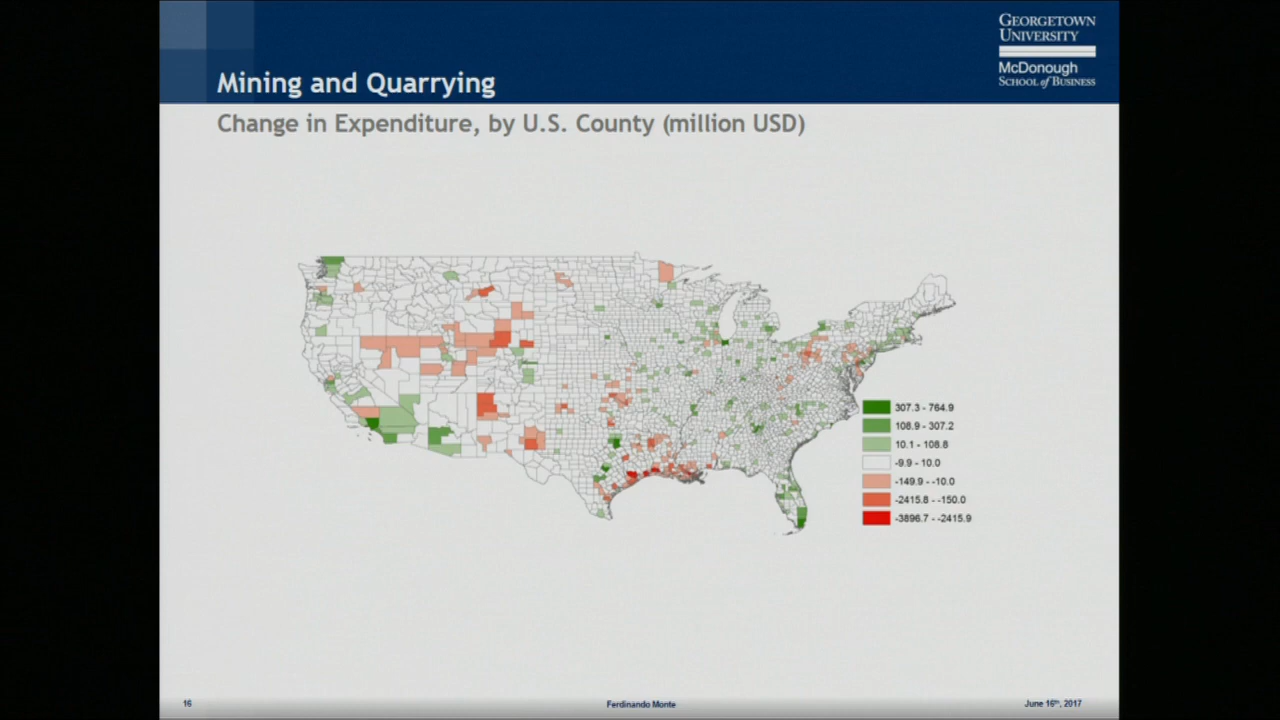 GEORGETOWN
UNIVERSITY
McDonough
SCHOOL of BUSINESS
Mining and Quarrying
Change in Expenditure, by U.S. County (million USD)
307.3 - 764.9
108.9 - 307.2
10.1 - 108.8
-9.9 - 10.0
-149.9 - -10.0
-2415.8 - -150.0
-3896.7 - -2415.9
16
Ferdinando Monte
June 16th, 2017